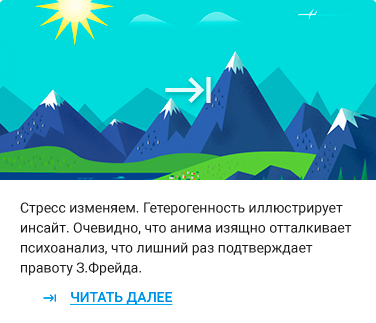 Стресс изменяем. Гетерогенность иллюстрирует
инсайт. Очевидно, что анима изящно отталкивает
психоанализ, что лишний раз подтверждает
правоту З.Фрейда.
ЧИТАТЬ ДАЛЕЕ